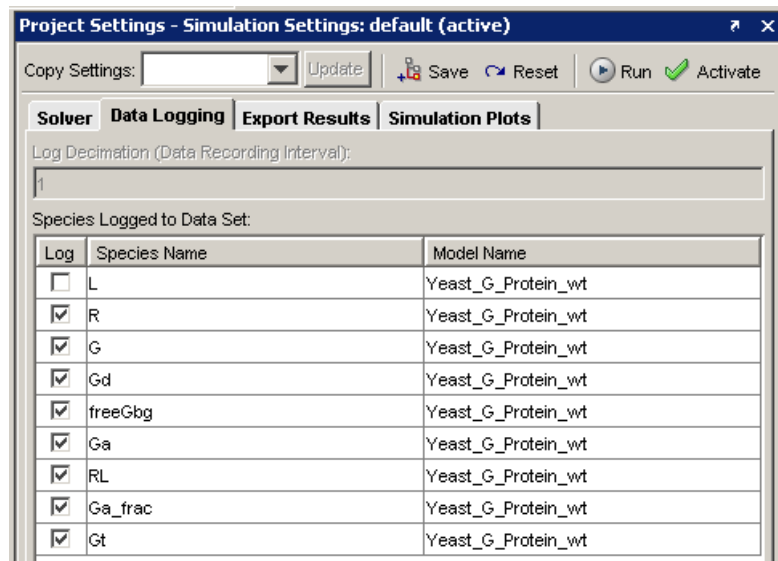 Project Settings - Simulation Settings: default (active)
Copy Settings: Update Save Reset Run Activate
Solver Data Logging Export Results Simulation Plots
Log Decimation (Data Recording Interval):
1
Species Logged to Data Set:
Log Species Name Model Name
L Yeast_G_Protein_wt
R Yeast_G_Protein_wt
G Yeast_G_Protein_wt
Gd Yeast_G_Protein_wt
freeGbg Yeast_G_Protein_wt
Ga Yeast_G_Protein_wt
RL Yeast_G_Protein_wt
Ga_frac Yeast_G_Protein_wt
Gt Yeast_G_Protein_wt